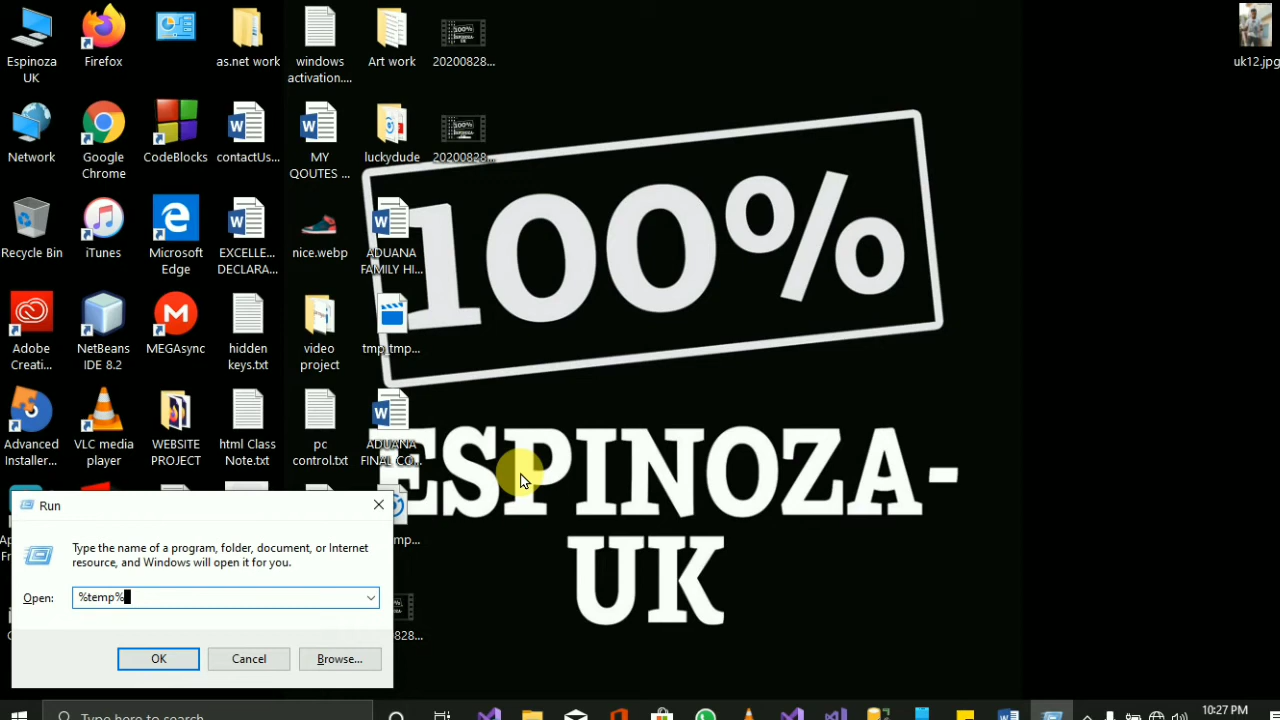 Espinoza
UK
Firefox
as.net work
windows
activation....
Art work
20200828...
uk12.jpg
Network
Google
Chrome
CodeBlocks
contactUs...
MY
QOUTES ...
luckydude
20200828...
Recycle Bin
iTunes
Microsoft
Edge
EXCELLE...
DECLARA...
nice.webp
ADUANA
FAMILY HI...
Adobe
Creati...
NetBeans
IDE 8.2
MEGAsync
hidden
keys.txt
video
project
tmp_tmp...
Advanced
Installer...
VLC media
player
WEBSITE
PROJECT
html Class
Note.txt
pc
control.txt
ADUANA
FINAL CO...
100%
ESPINOZA-
UK
Run
Type the name of a program, folder, document, or Internet
resource, and Windows will open it for you.
Open:
%temp%
OK
Cancel
Browse...
Type here to search
10:27 PM